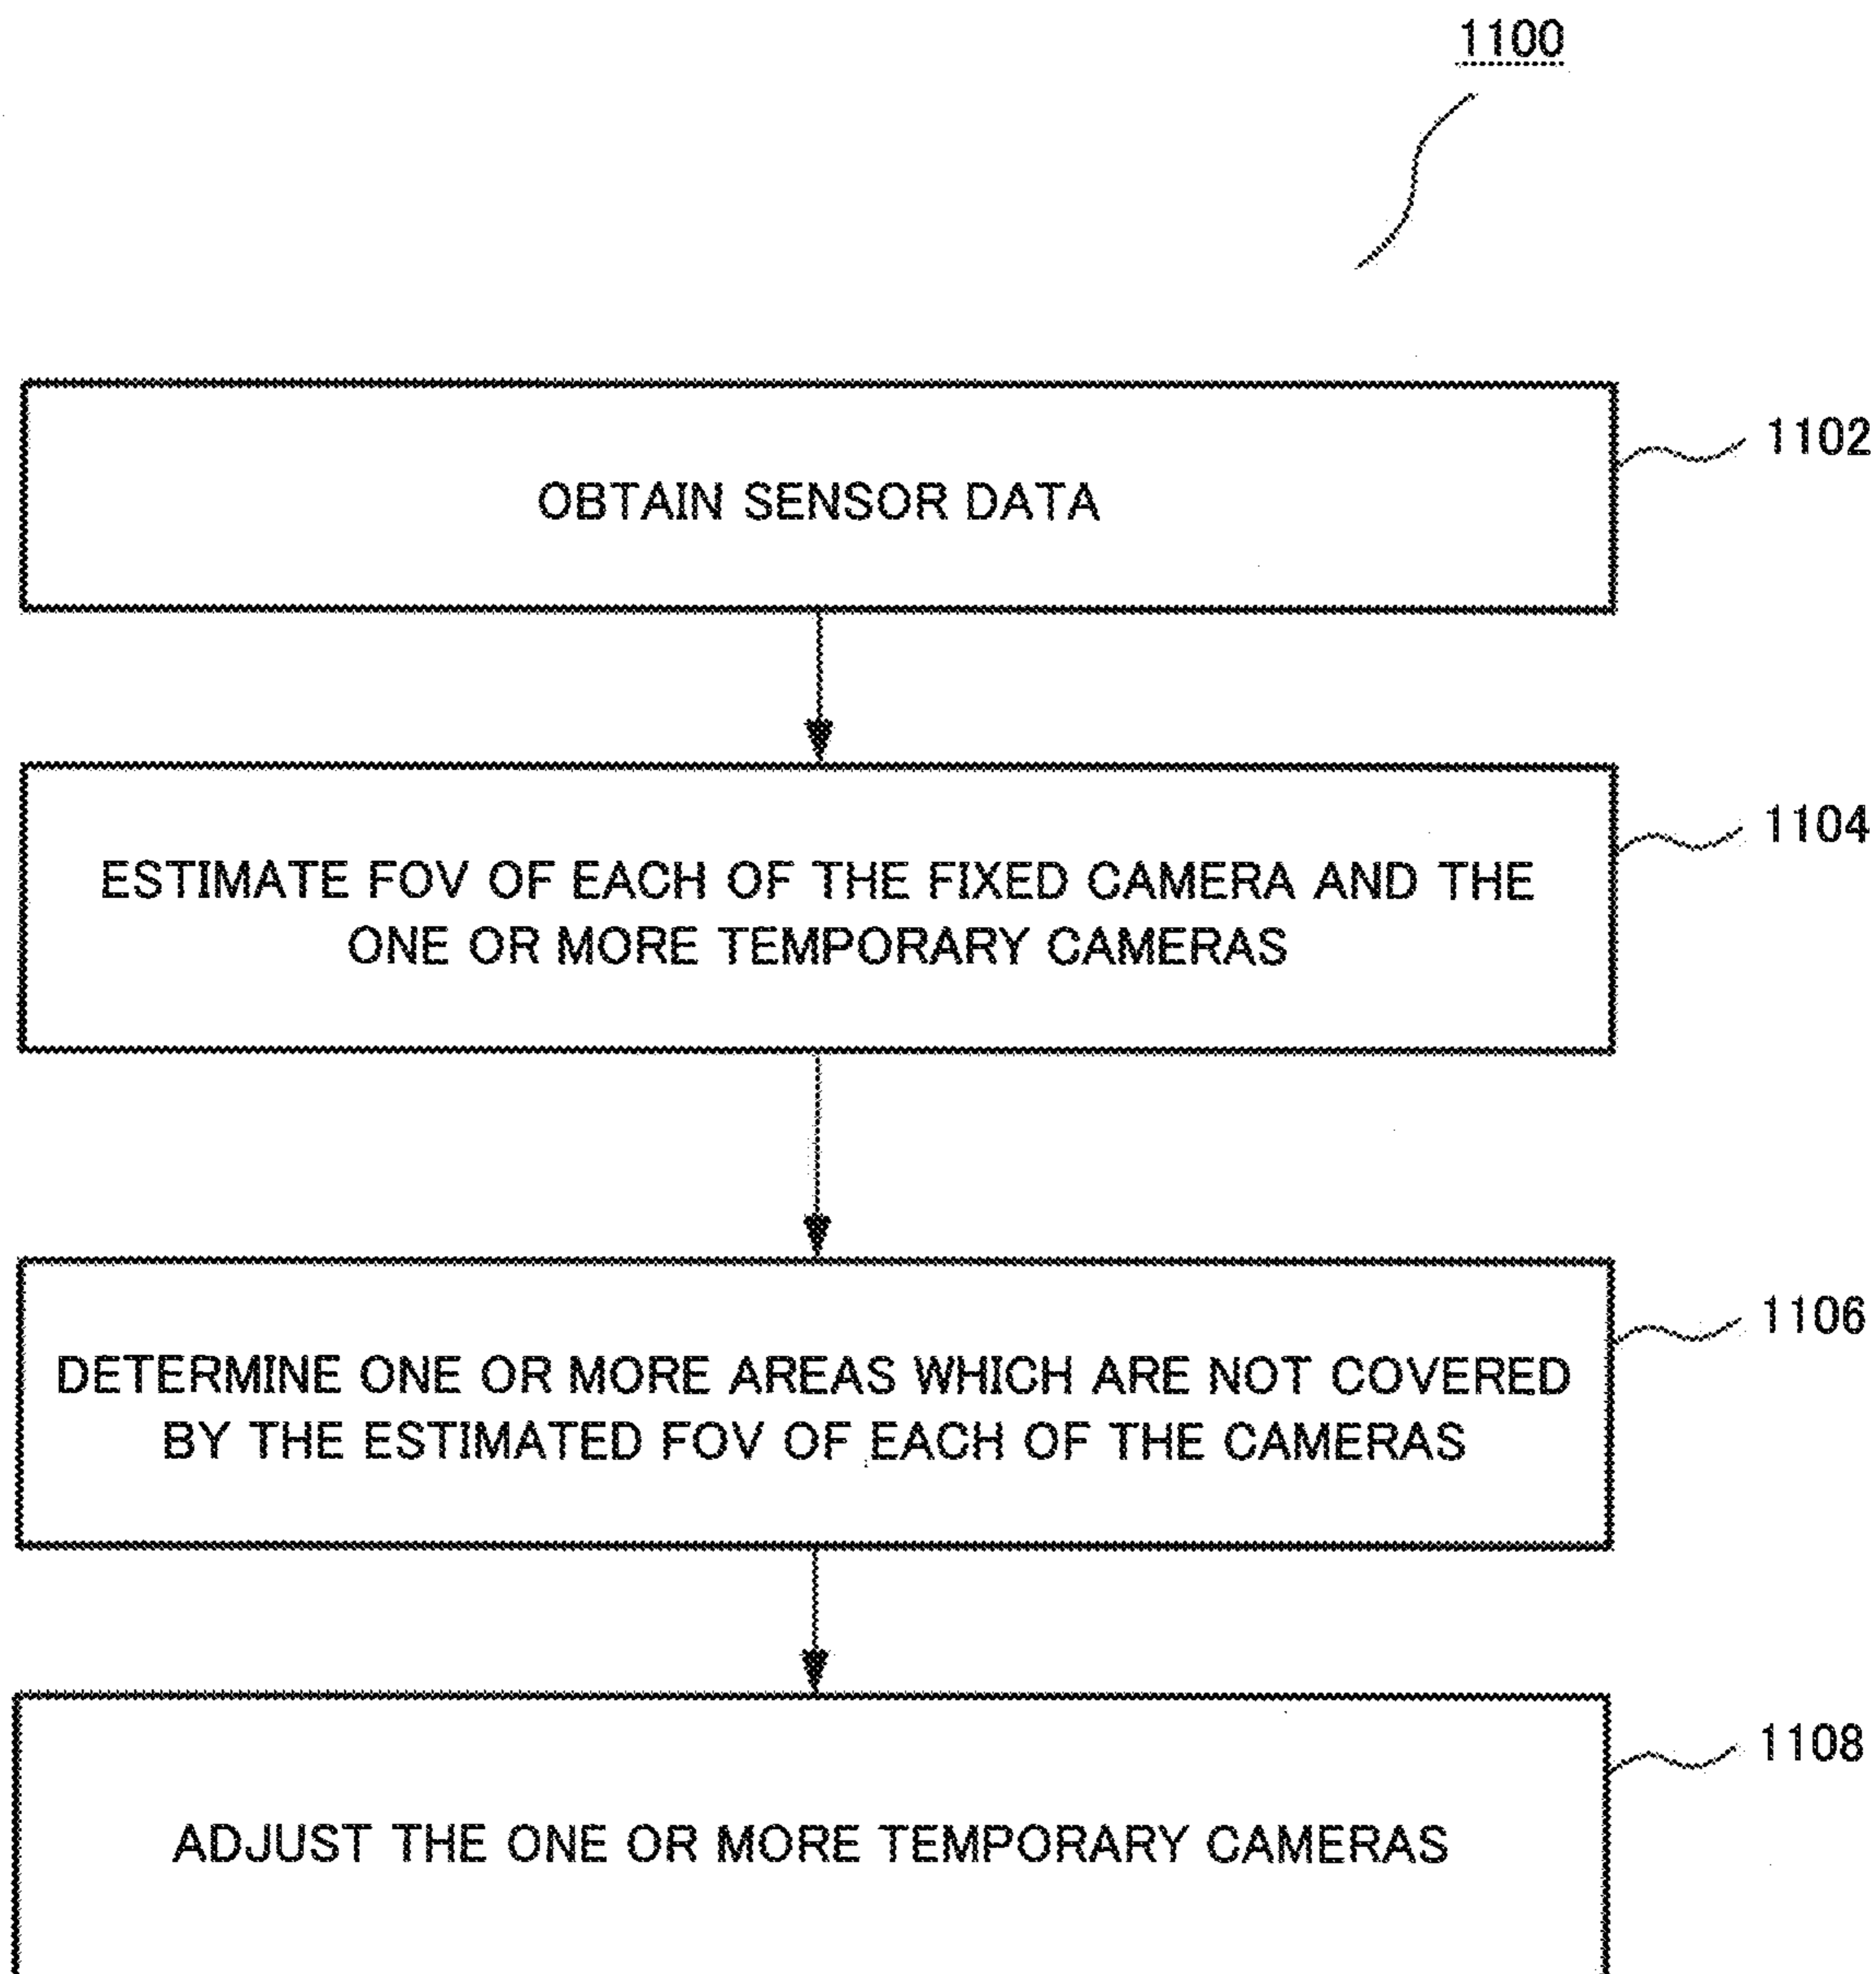 1100
OBTAIN SENSOR DATA
1102
ESTIMATE FOV OF EACH OF THE FIXED CAMERA AND THE
ONE OR MORE TEMPORARY CAMERAS
1104
DETERMINE ONE OR MORE AREAS WHICH ARE NOT COVERED
BY THE ESTIMATED FOV OF EACH OF THE CAMERAS
1106
ADJUST THE ONE OR MORE TEMPORARY CAMERAS
1108